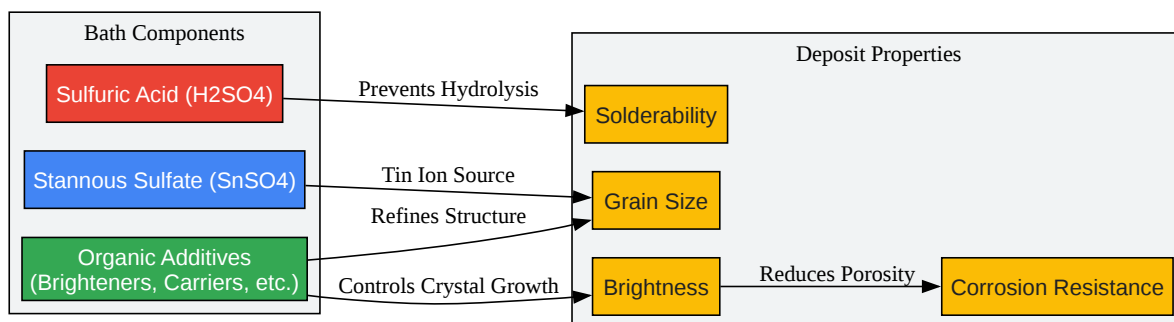 Bath Components
Deposit Properties
Sulfuric Acid (H2SO4)
Prevents Hydrolysis
Solderability
Stannous Sulfate (SnSO4)
Tin Ion Source
Grain Size
Refines Structure
Organic Additives
(Brighteners, Carriers, etc.)
Controls Crystal Growth
Brightness
Reduces Porosity
Corrosion Resistance